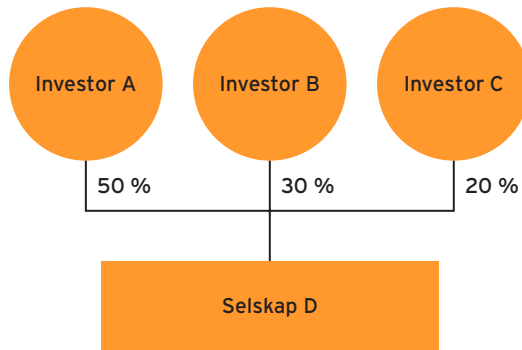 Investor A
Investor B
Investor C
50 %
30 %
20 %
Selskap D